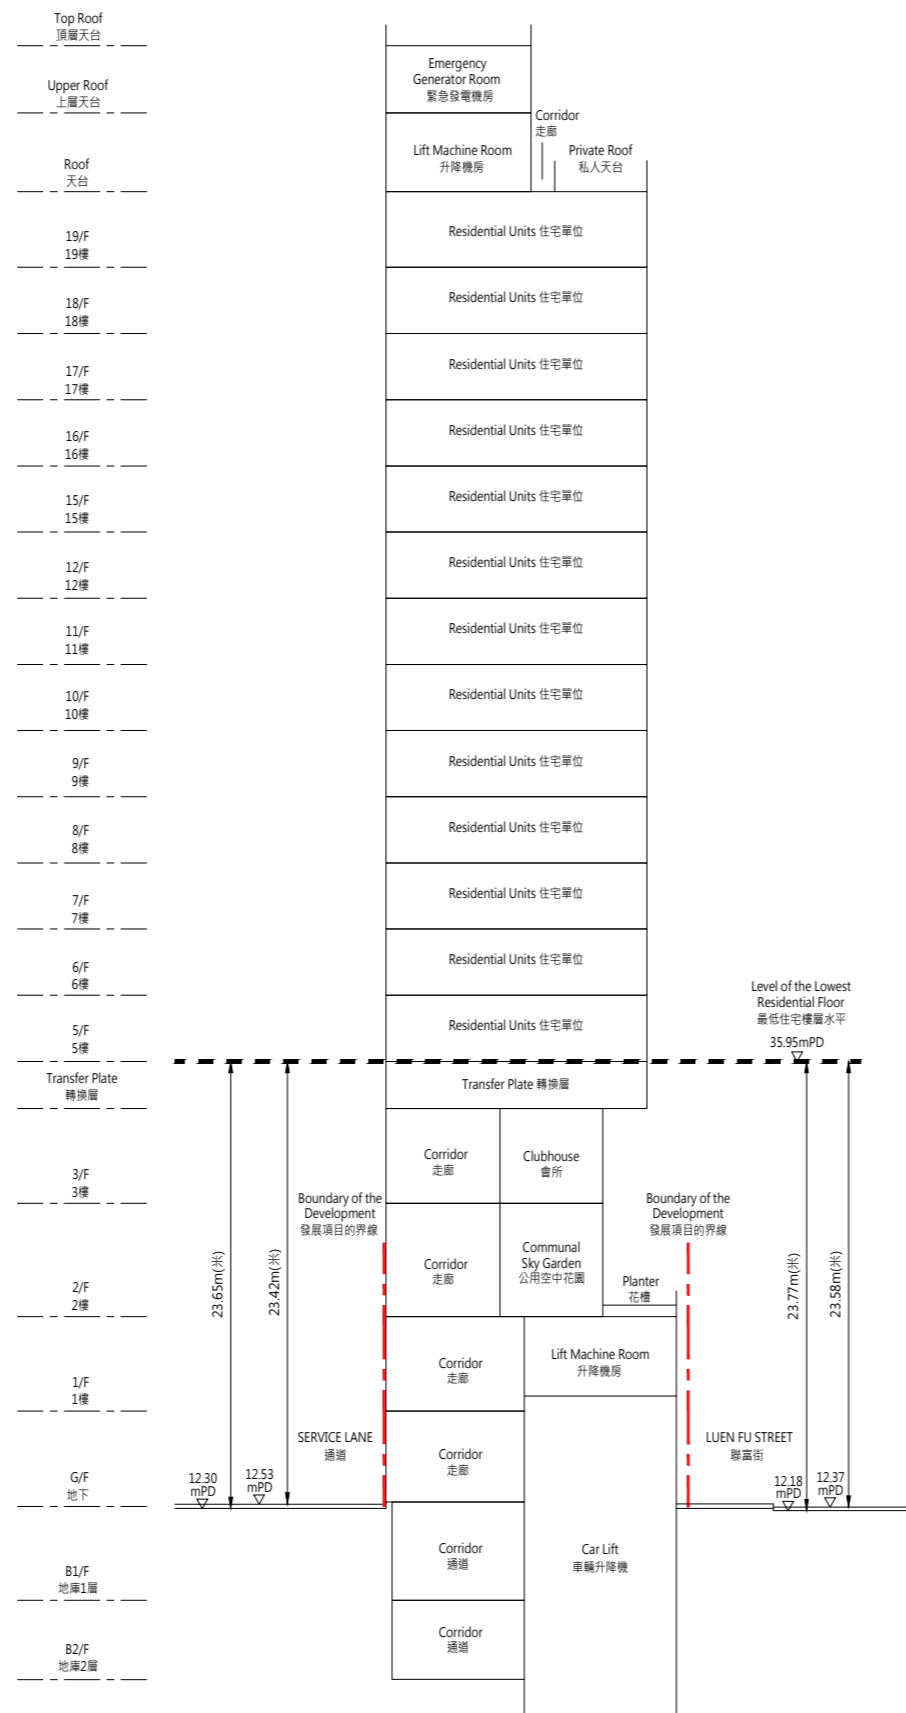 Top Roof
頂層天台
Upper Roof
上層天台
Emergency
Generator Room
緊急發電機房
Corridor
走廊
Roof
天台
Lift Machine Room
升降機房
Private Roof
私人天台
19/F
19樓
Residential Units 住宅單位
18/F
18樓
Residential Units 住宅單位
17/F
17樓
Residential Units 住宅單位
16/F
16樓
Residential Units 住宅單位
15/F
15樓
Residential Units 住宅單位
12/F
12樓
Residential Units 住宅單位
11/F
11樓
Residential Units 住宅單位
10/F
10樓
Residential Units 住宅單位
9/F
9樓
Residential Units 住宅單位
8/F
8樓
Residential Units 住宅單位
7/F
7樓
Residential Units 住宅單位
6/F
6樓
Residential Units 住宅單位
5/F
5樓
Residential Units 住宅單位
Level of the Lowest
Residential Floor
最低住宅樓層水平
35.95mPD
Transfer Plate
轉換層
Transfer Plate 轉換層
3/F
3樓
Corridor
走廊
Clubhouse
會所
Boundary of the
Development
發展項目的界線
Boundary of the
Development
發展項目的界線
23.65m(米)
23.42m(米)
23.77m(米)
23.58m(米)
2/F
2樓
Corridor
走廊
Communal
Sky Garden
公用空中花園
Planter
花槽
1/F
1樓
Corridor
走廊
Lift Machine Room
升降機房
SERVICE LANE
通道
LUEN FU STREET
聯富街
G/F
地下
12.30
mPD
12.53
mPD
Corridor
走廊
12.18
mPD
12.37
mPD
B1/F
地庫1層
Corridor
通道
Car Lift
車輛升降機
B2/F
地庫2層
Corridor
通道